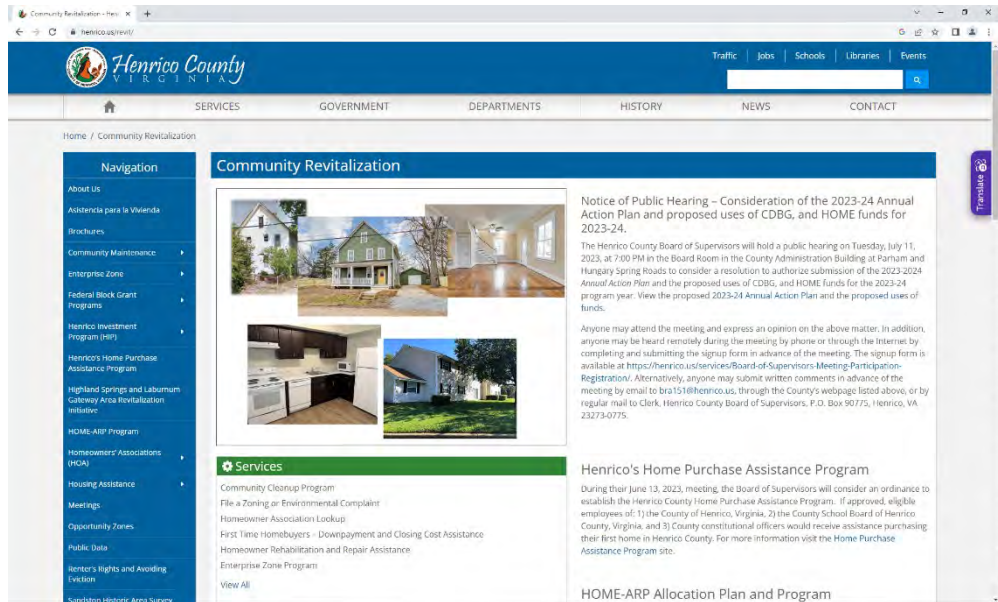 Community Revitalization - Hen
henrico.us/revit/
Henrico County
VIRGINIA
Traffic | Jobs | Schools | Libraries | Events
SERVICES GOVERNMENT DEPARTMENTS HISTORY NEWS CONTACT
Home / Community Revitalization
Translate
Navigation
About Us
Asistencia para la Vivienda
Brochures
Community Maintenance
Enterprise Zone
Federal Block Grant
Programs
Henrico Investment
Program (HIP)
Henrico's Home Purchase
Assistance Program
Highland Springs and Laburnum
Gateway Area Revitalization
Initiative
HOME-ARP Program
Homeowners' Associations
(HOA)
Housing Assistance
Meetings
Opportunity Zones
Public Data
Renter's Rights and Avoiding
Eviction
Sandston Historic Area Survey
Community Revitalization
Services
Community Cleanup Program
File a Zoning or Environmental Complaint
Homeowner Association Lookup
First Time Homebuyers - Downpayment and Closing Cost Assistance
Homeowner Rehabilitation and Repair Assistance
Enterprise Zone Program
View All
Notice of Public Hearing – Consideration of the 2023-24 Annual
Action Plan and proposed uses of CDBG, and HOME funds for
2023-24.
The Henrico County Board of Supervisors will hold a public hearing on Tuesday, July 11,
2023, at 7:00 PM in the Board Room in the County Administration Building at Parham and
Hungary Spring Roads to consider a resolution to authorize submission of the 2023-2024
Annual Action Plan and the proposed uses of CDBG, and HOME funds for the 2023-24
program year. View the proposed 2023-24 Annual Action Plan and the proposed uses of
funds.
Anyone may attend the meeting and express an opinion on the above matter. In addition,
anyone may be heard remotely during the meeting by phone or through the Internet by
completing and submitting the signup form in advance of the meeting. The signup form is
available at https://henrico.us/services/Board-of-Supervisors-Meeting-Participation-
Registration/. Alternatively, anyone may submit written comments in advance of the
meeting by email to bra151@henrico.us, through the County's webpage listed above, or by
regular mail to Clerk, Henrico County Board of Supervisors, P.O. Box 90775, Henrico, VA
23273-0775.
Henrico's Home Purchase Assistance Program
During their June 13, 2023, meeting, the Board of Supervisors will consider an ordinance to
establish the Henrico County Home Purchase Assistance Program. If approved, eligible
employees of: 1) the County of Henrico, Virginia, 2) the County School Board of Henrico
County, Virginia, and 3) County constitutional officers would receive assistance purchasing
their first home in Henrico County. For more information visit the Home Purchase
Assistance Program site.
HOME-ARP Allocation Plan and Program